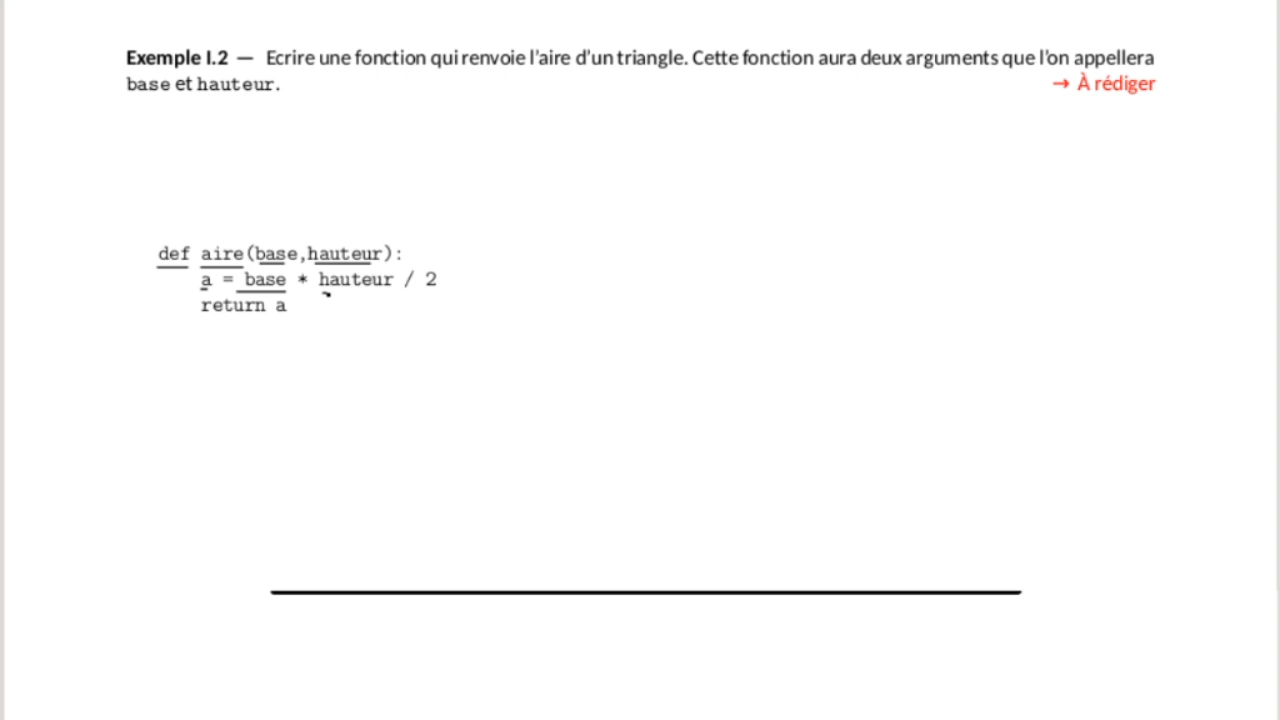 Exemple I.2 — Ecrire une fonction qui renvoie l'aire d'un triangle. Cette fonction aura deux arguments que l'on appellera
base et hauteur. → À rédiger
def aire(base,hauteur):
    a = base * hauteur / 2
    return a